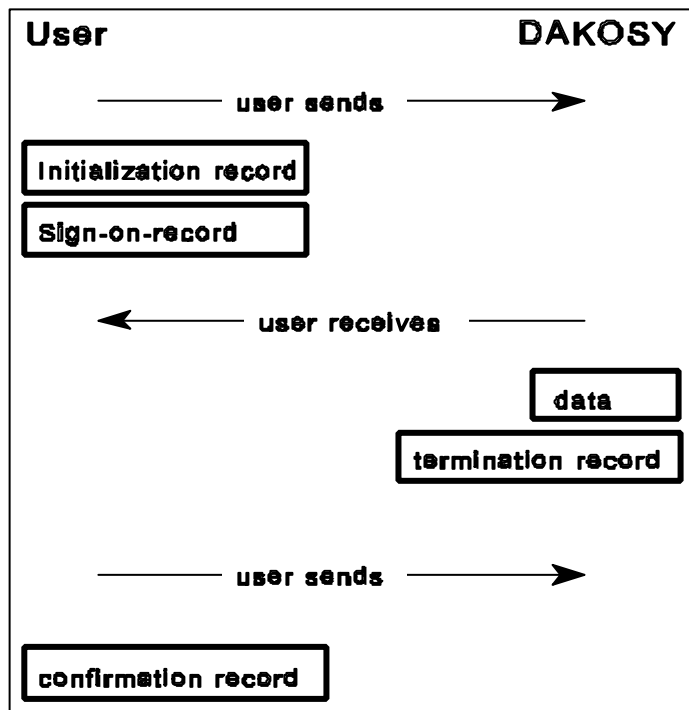 User DAKOSY
user sends
Initialization record
Sign-on-record
user receives
data
termination record
user sends
confirmation record